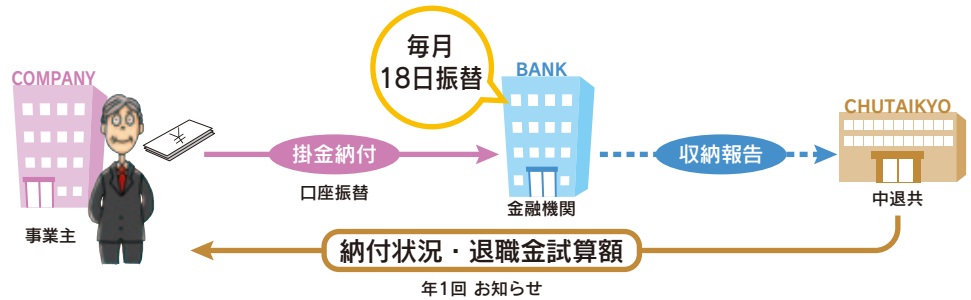 毎月
18日振替
COMPANY
BANK
CHUTAIKYO
¥
掛金納付
収納報告
口座振替
金融機関
中退共
事業主
納付状況・退職金試算額
年1回 お知らせ